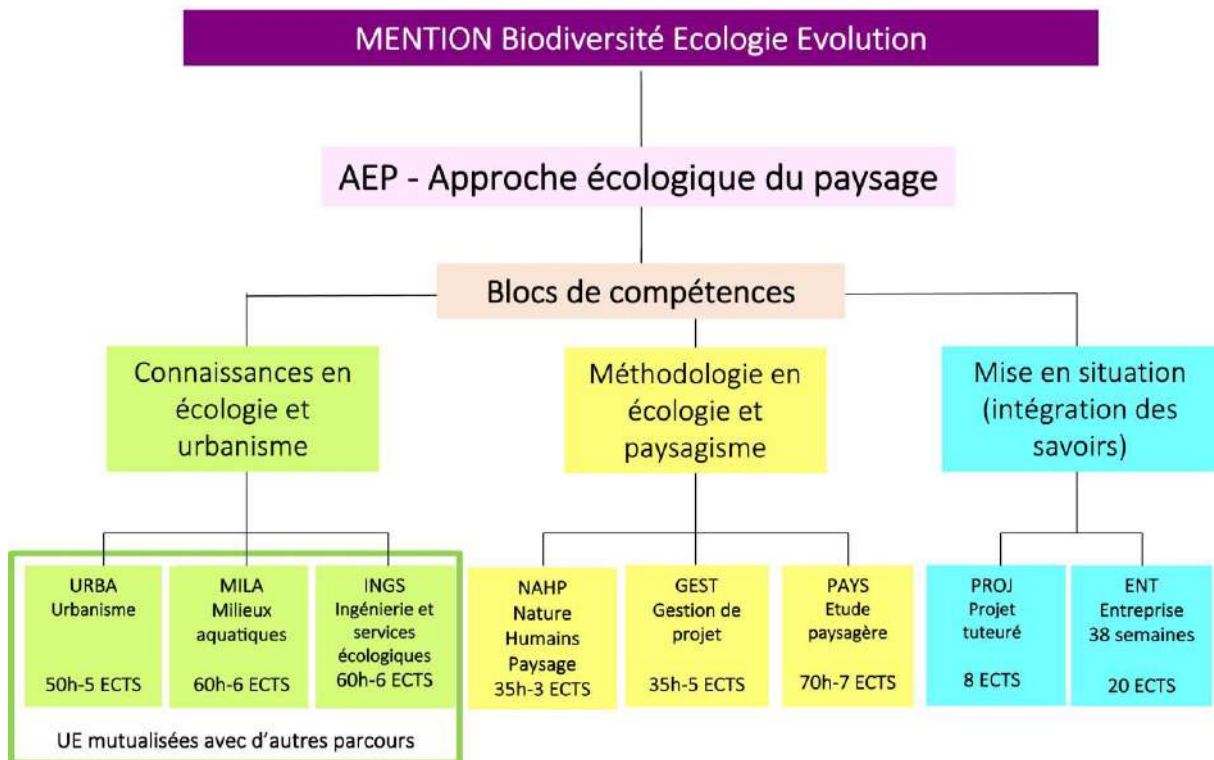 MENTION Biodiversité Ecologie Evolution
AEP - Approche écologique du paysage
Blocs de compétences
Connaissances en
écologie et
urbanisme
Méthodologie en
écologie et
paysagisme
Mise en situation
(intégration des
savoirs)
URBA
Urbanisme
50h-5 ECTS
MILA
Milieux
aquatiques
60h-6 ECTS
INGS
Ingénierie et
services
écologiques
60h-6 ECTS
NAHP
Nature
Humains
Paysage
35h-3 ECTS
GEST
Gestion de
projet
35h-5 ECTS
PAYS
Etude
paysagère
70h-7 ECTS
PROJ
Projet
tuteuré
8 ECTS
ENT
Entreprise
38 semaines
20 ECTS
UE mutualisées avec d'autres parcours